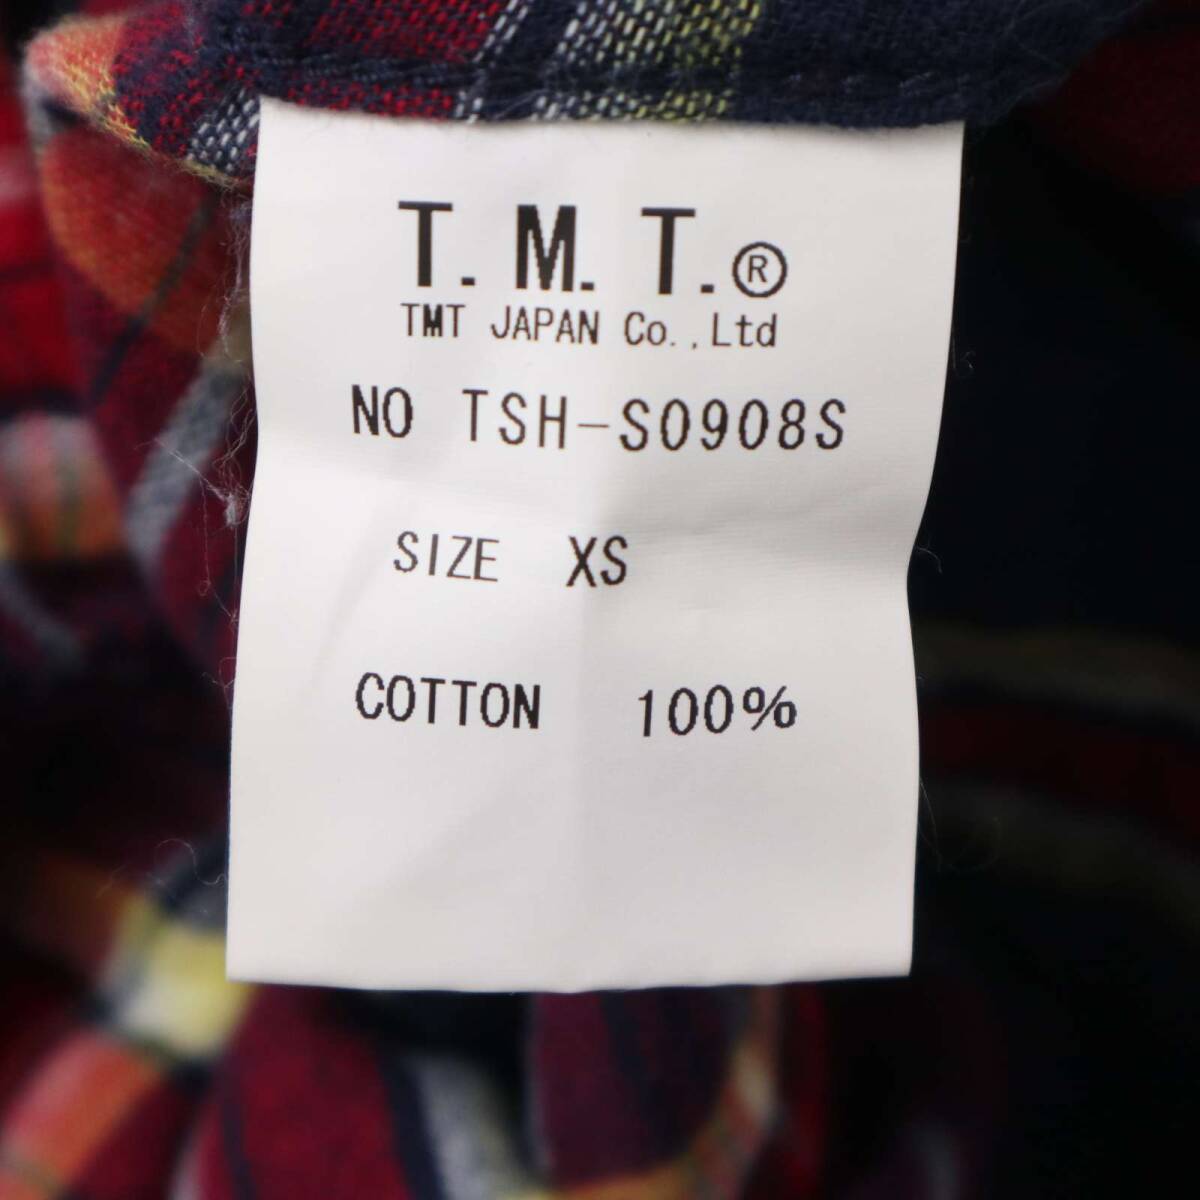 T.M.T.®
TMT JAPAN Co.,Ltd
NO TSH-S0908S
SIZE XS
COTTON 100%